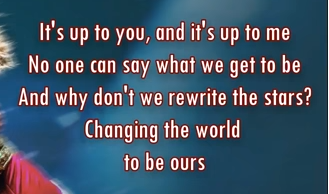 It's up to you, and it's up to me
No one can say what we get to be
And why don't we rewrite the stars?
Changing the world
to be ours